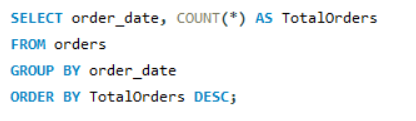 SELECT order_date, COUNT(*) AS TotalOrders
FROM orders
GROUP BY order_date
ORDER BY TotalOrders DESC;